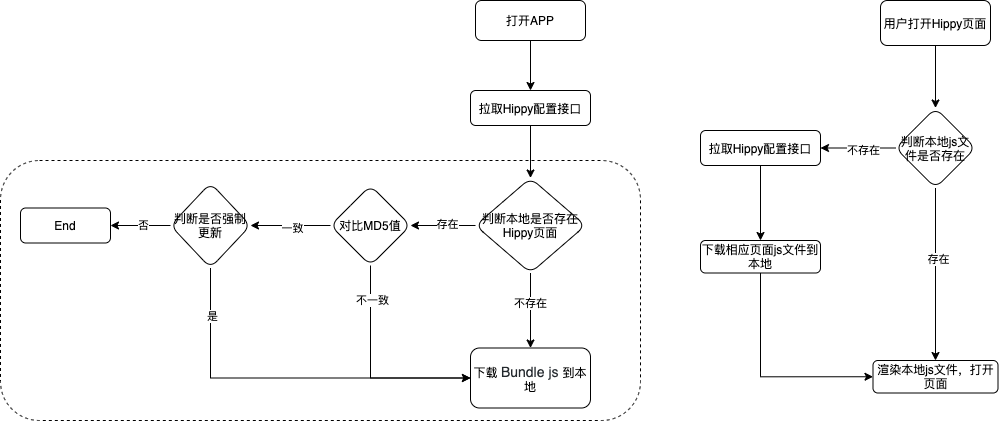 打开APP
拉取Hippy配置接口
判断本地是否存在
Hippy页面
存在
对比MD5值
一致
判断是否强制
更新
否
End
不存在
不一致
是
下载 Bundle js 到本
地
用户打开Hippy页面
判断本地js文
件是否存在
不存在
拉取Hippy配置接口
下载相应页面js文件到
本地
存在
渲染本地js文件，打开
页面